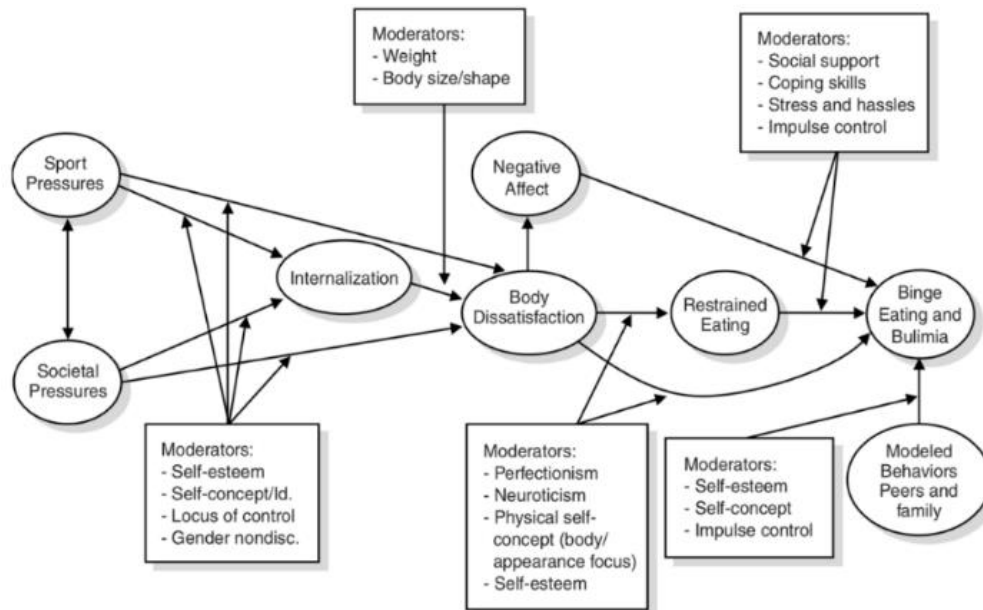 Moderators:
- Weight
- Body size/shape
Moderators:
- Social support
- Coping skills
- Stress and hassles
- Impulse control
Sport
Pressures
Negative
Affect
Internalization
Body
Dissatisfaction
Restrained
Eating
Binge
Eating and
Bulimia
Societal
Pressures
Moderators:
- Self-esteem
- Self-concept/Id.
- Locus of control
- Gender nondisc.
Moderators:
- Perfectionism
- Neuroticism
- Physical self-
concept (body/
appearance focus)
- Self-esteem
Moderators:
- Self-esteem
- Self-concept
- Impulse control
Modeled
Behaviors
Peers and
family